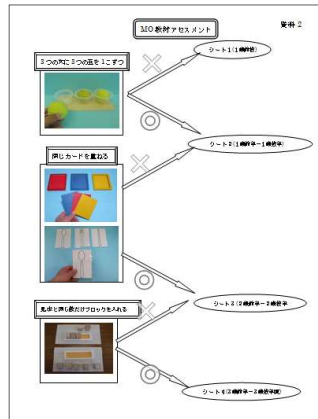 資料2
MO教材アセスメント
3つの穴に3つの玉を1こずつ
シート1(1歳前後)
シート2(1歳前半－1歳後半)
同じカードを重ねる
シート3(2歳前半－2歳後半
見本と同じ数だけブロックを入れる